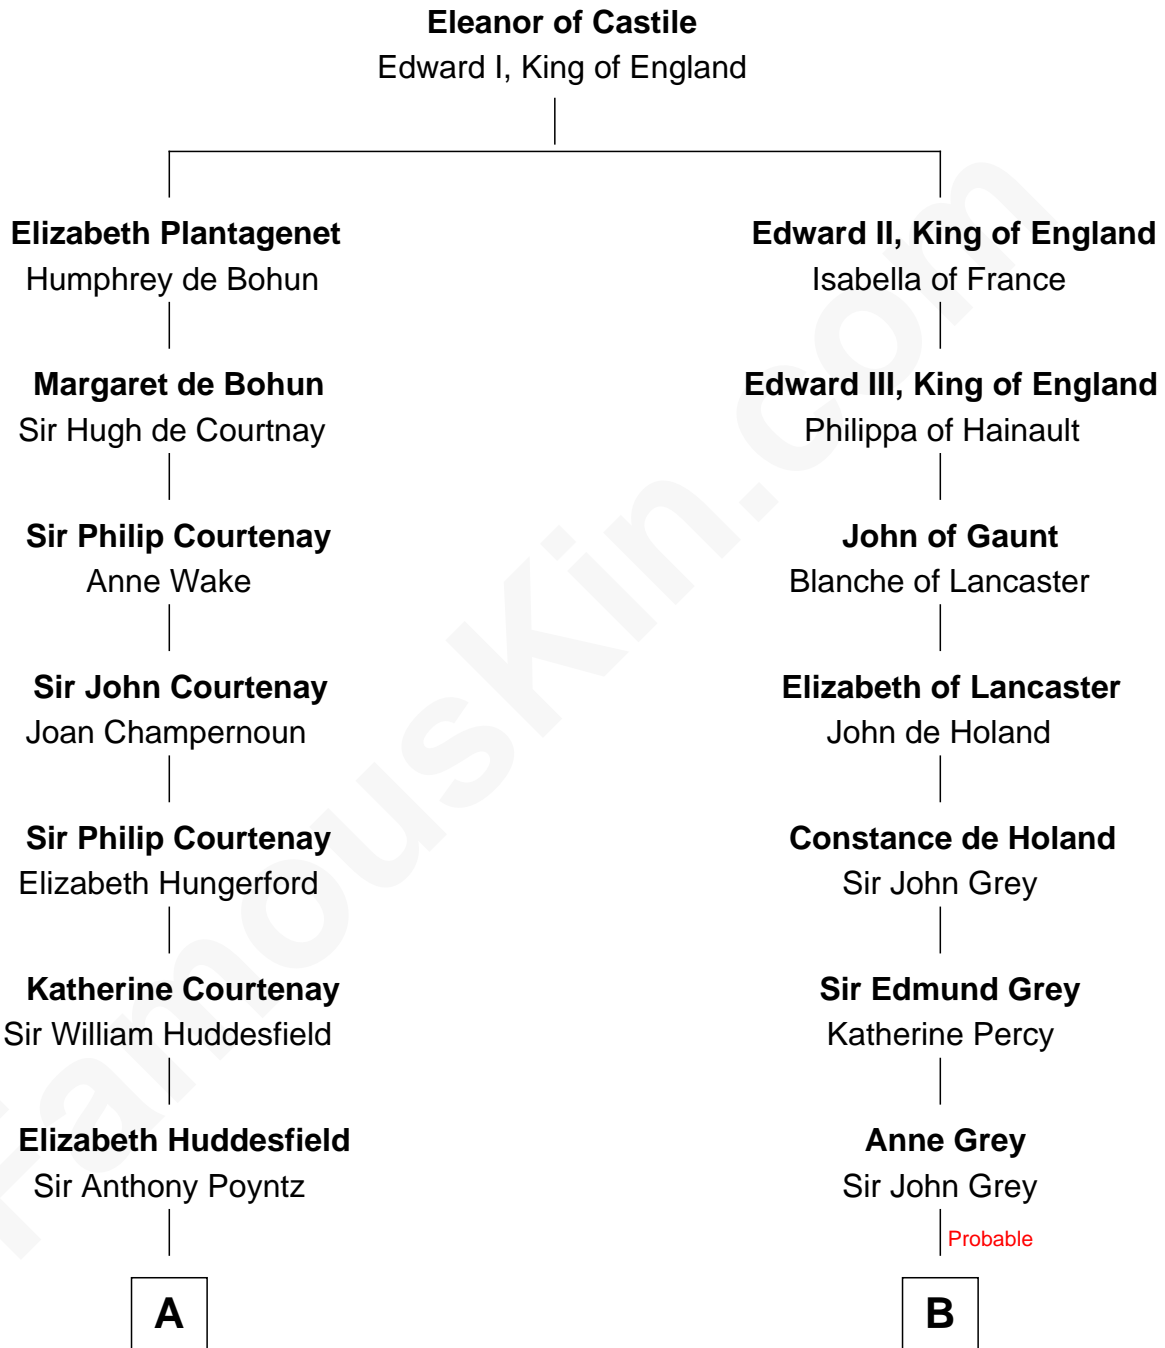 Eleanor of Castile
Edward I, King of England
Elizabeth Plantagenet
Humphrey de Bohun
Edward II, King of England
Isabella of France
Margaret de Bohun
Sir Hugh de Courtnay
Edward III, King of England
Philippa of Hainault
Sir Philip Courtenay
Anne Wake
John of Gaunt
Blanche of Lancaster
Sir John Courtenay
Joan Champernoun
Elizabeth of Lancaster
John de Holand
Sir Philip Courtenay
Elizabeth Hungerford
Constance de Holand
Sir John Grey
Katherine Courtenay
Sir William Huddesfield
Sir Edmund Grey
Katherine Percy
Elizabeth Huddesfield
Sir Anthony Poyntz
Anne Grey
Sir John Grey
Probable
A
B
FamousKin.com